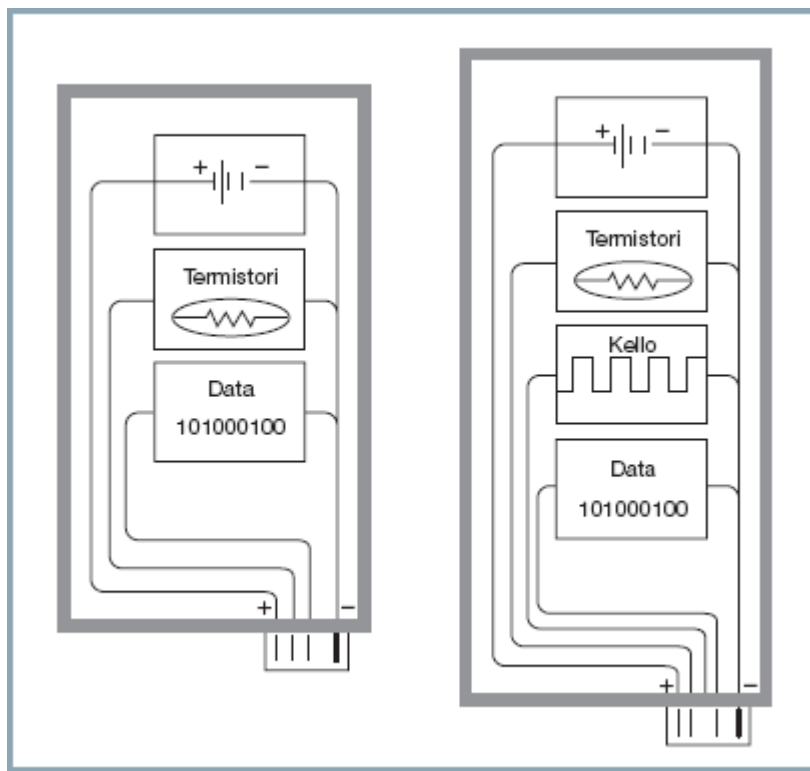 + −
Termistori
Data
101000100
+ −
+ −
Termistori
Kello
Data
101000100
+ −